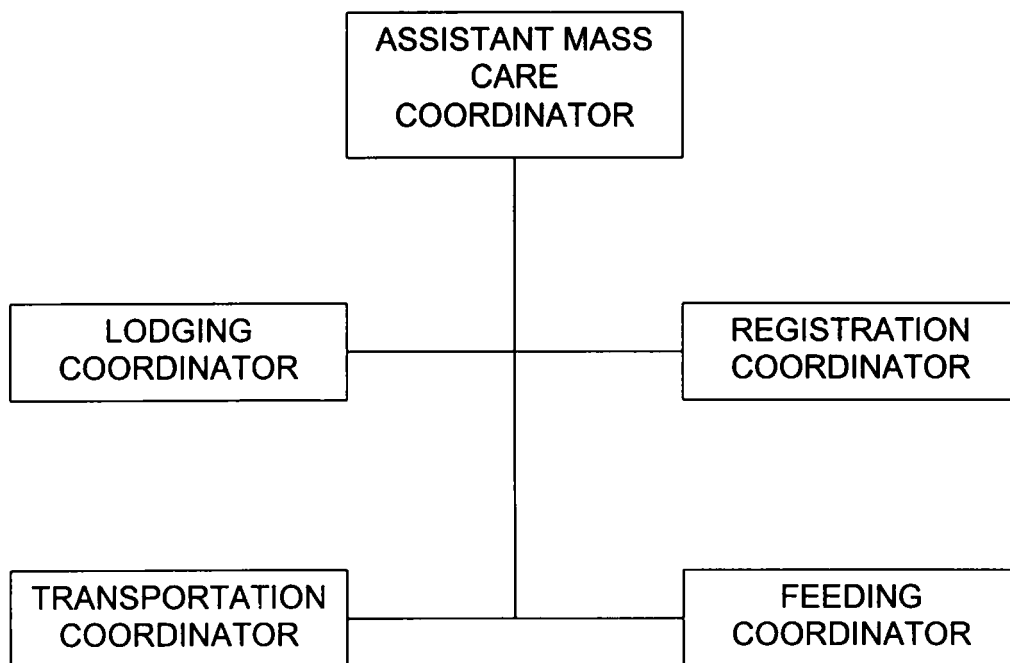 ASSISTANT MASS
CARE
COORDINATOR
LODGING
COORDINATOR
REGISTRATION
COORDINATOR
TRANSPORTATION
COORDINATOR
FEEDING
COORDINATOR